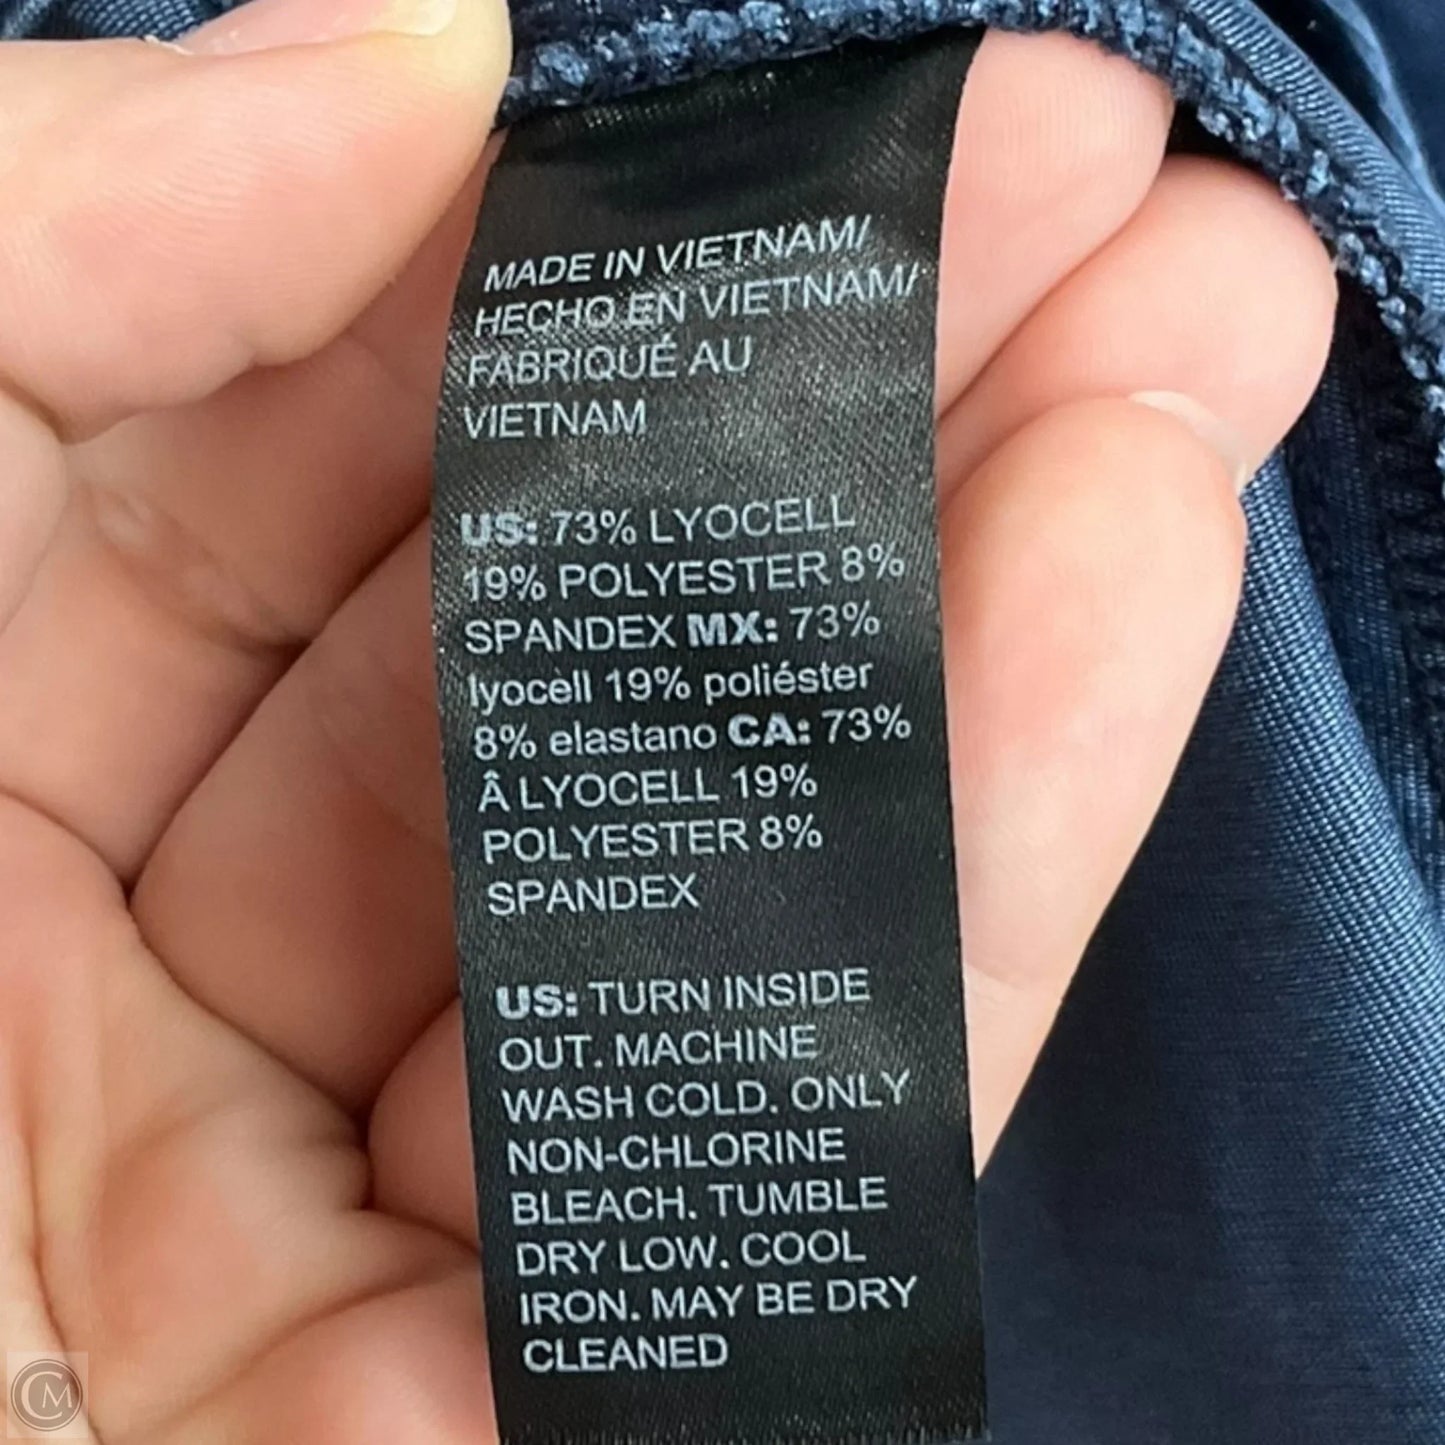 MADE IN VIETNAM/
HECHO EN VIETNAM/
FABRIQUÉ AU
VIETNAM
US: 73% LYOCELL
19% POLYESTER 8%
SPANDEX MX: 73%
lyocell 19% poliéster
8% elastano CA: 73%
Â LYOCELL 19%
POLYESTER 8%
SPANDEX
US: TURN INSIDE
OUT. MACHINE
WASH COLD. ONLY
NON-CHLORINE
BLEACH. TUMBLE
DRY LOW. COOL
IRON. MAY BE DRY
CLEANED
CM